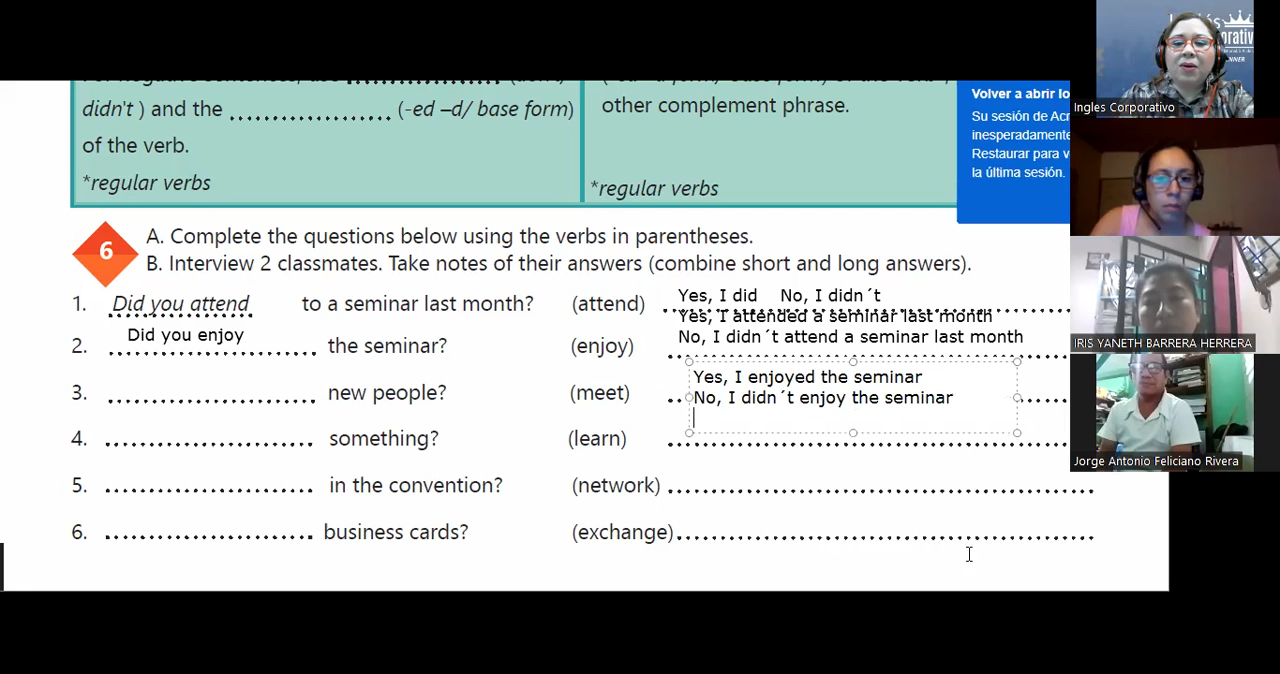 didn't ) and the ........................ (-ed –d/ base form)
of the verb.
*regular verbs
other complement phrase.
*regular verbs
Volver a abrir lo
Su sesión de Acr
inesperadamente
Restaurar para v
la última sesión.
Ingles Corporativo
IRIS YANETH BARRERA HERRERA
Jorge Antonio Feliciano Rivera
6
A. Complete the questions below using the verbs in parentheses.
B. Interview 2 classmates. Take notes of their answers (combine short and long answers).
1. Did you attend to a seminar last month? (attend) Yes, I did No, I didn´t
Yes, I attended a seminar last month
No, I didn´t attend a seminar last month
2. Did you enjoy the seminar? (enjoy)
Yes, I enjoyed the seminar
No, I didn´t enjoy the seminar
3. ........................ new people? (meet)
4. ........................ something? (learn)
5. ........................ in the convention? (network)
6. ........................ business cards? (exchange)